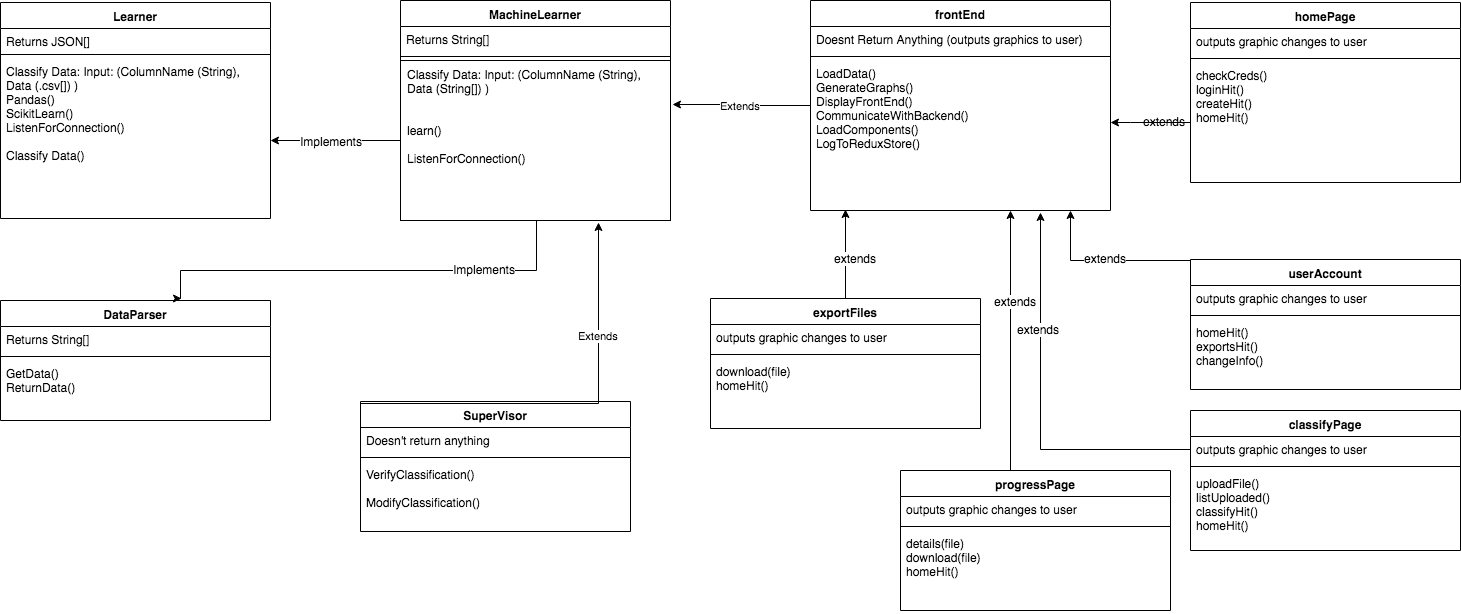 Learner
Returns JSON[]
Classify Data: Input: (ColumnName (String),
Data (.csv[]) )
Pandas()
ScikitLearn()
ListenForConnection()
Classify Data()
Implements
MachineLearner
Returns String[]
Classify Data: Input: (ColumnName (String),
Data (String[]) )
learn()
ListenForConnection()
Extends
frontEnd
Doesnt Return Anything (outputs graphics to user)
LoadData()
GenerateGraphs()
DisplayFrontEnd()
CommunicateWithBackend()
LoadComponents()
LogToReduxStore()
extends
homePage
outputs graphic changes to user
checkCreds()
loginHit()
createHit()
homeHit()
Implements
DataParser
Returns String[]
GetData()
ReturnData()
Extends
SuperVisor
Doesn't return anything
VerifyClassification()
ModifyClassification()
extends
exportFiles
outputs graphic changes to user
download(file)
homeHit()
extends
progressPage
outputs graphic changes to user
details(file)
download(file)
homeHit()
extends
userAccount
outputs graphic changes to user
homeHit()
exportsHit()
changeInfo()
extends
classifyPage
outputs graphic changes to user
uploadFile()
listUploaded()
classifyHit()
homeHit()